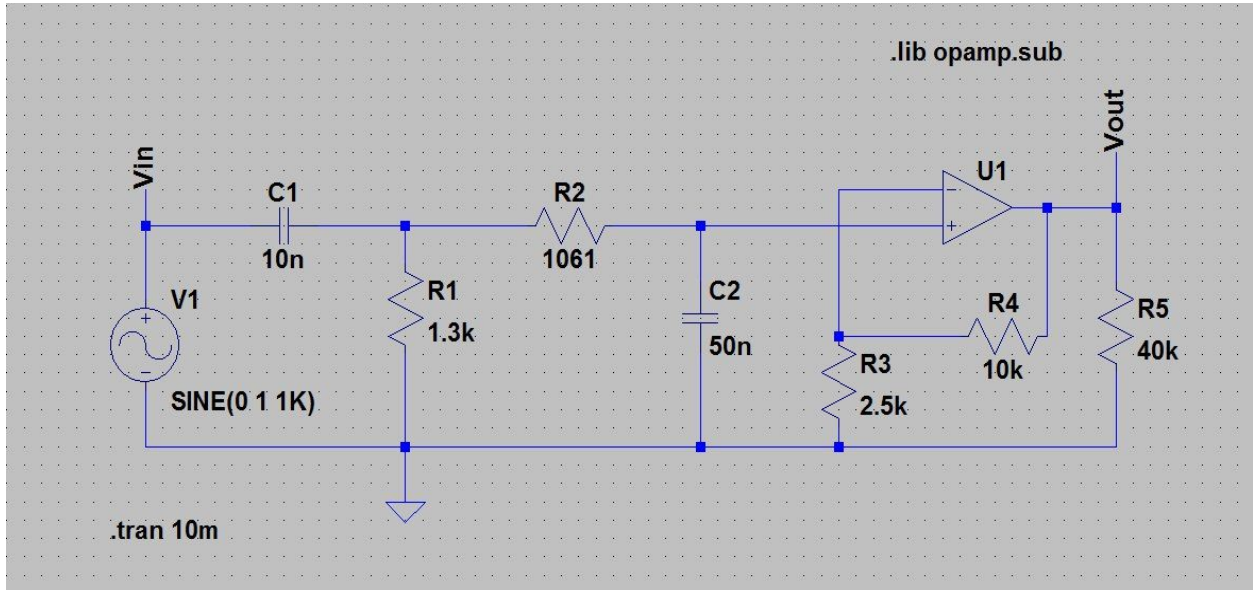 .lib opamp.sub
Vin
Vout
C1
10n
R2
1061
U1
V1
R1
1.3k
C2
50n
R4
10k
R5
40k
R3
2.5k
SINE(0 1 1K)
.tran 10m